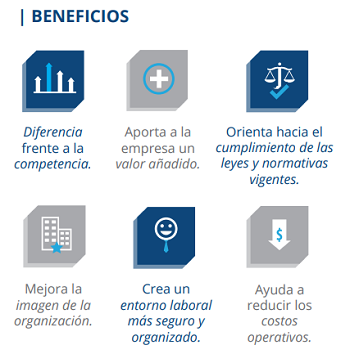 | BENEFICIOS
Diferencia
frente a la
competencia.
Aporta a la
empresa un
valor añadido.
Orienta hacia el
cumplimiento de las
leyes y normativas
vigentes.
Mejora la
imagen de la
organización.
Crea un
entorno laboral
más seguro y
organizado.
$
Ayuda a
reducir los
costos
operativos.